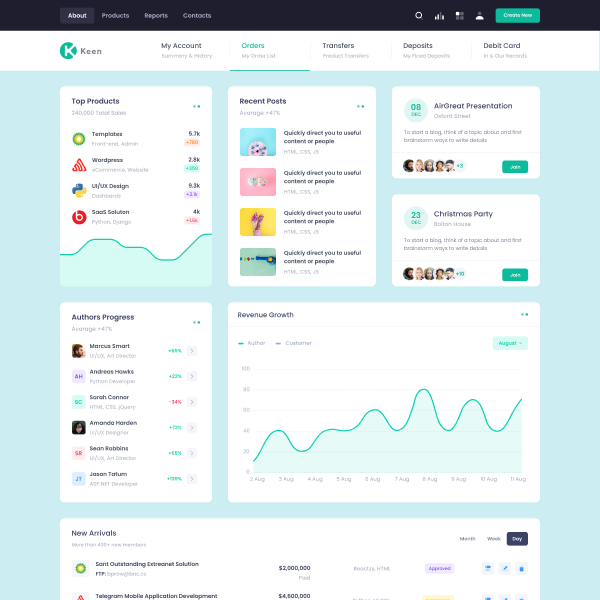 About Products Reports Contacts Create New
Keen
My Account
Summery & History
Orders
My Order List
Transfers
Product Transfers
Deposits
My Fixed Deposits
Debit Card
In & Our Records
Top Products
240,000 Total Sales
Templates 5.7k
Front-end, Admin
Wordpress 2.8k
eCommerce, Website
UI/UX Design 9.3k
Dashboards
SaaS Soluton 4k
Python, Django
Recent Posts
Avarage +47%
Quickly direct you to useful
content or people
HTML, CSS, JS
Quickly direct you to useful
content or people
HTML, CSS, JS
Quickly direct you to useful
content or people
HTML, CSS, JS
Quickly direct you to useful
content or people
HTML, CSS, JS
08
DEC
AirGreat Presentation
Oxford Street
To start a blog, think of a topic about and first
brainstorm ways to write details
+3 Join
23
DEC
Christmas Party
Bolton House
To start a blog, think of a topic about and first
brainstorm ways to write details
+10 Join
Authors Progress
Avarage +47%
Marcus Smart
UI/UX, Art Director
+65%
AH Andreas Hawks
Python Developer
+23%
SC Sarah Connor
HTML, CSS, jQuery
-34%
Amanda Harden
UI/UX Designer
+72%
SR Sean Robbins
UI/UX, Art Director
JT Jason Tatum
ASP.NET Developer
+139%
Revenue Growth
Author Customer August
100
80
60
40
20
0
2 Aug 3 Aug 4 Aug 5 Aug 6 Aug 7 Aug 8 Aug 9 Aug 10 Aug 11 Aug
New Arrivals
More than 400+ new members
Month Week Day
Sant Outstanding Extreanet Solution
FTP: bprow@bnc.cc
$2,000,000
Paid
ReactJs, HTML
Approved
Telegram Mobile Application Development
$4,600,000